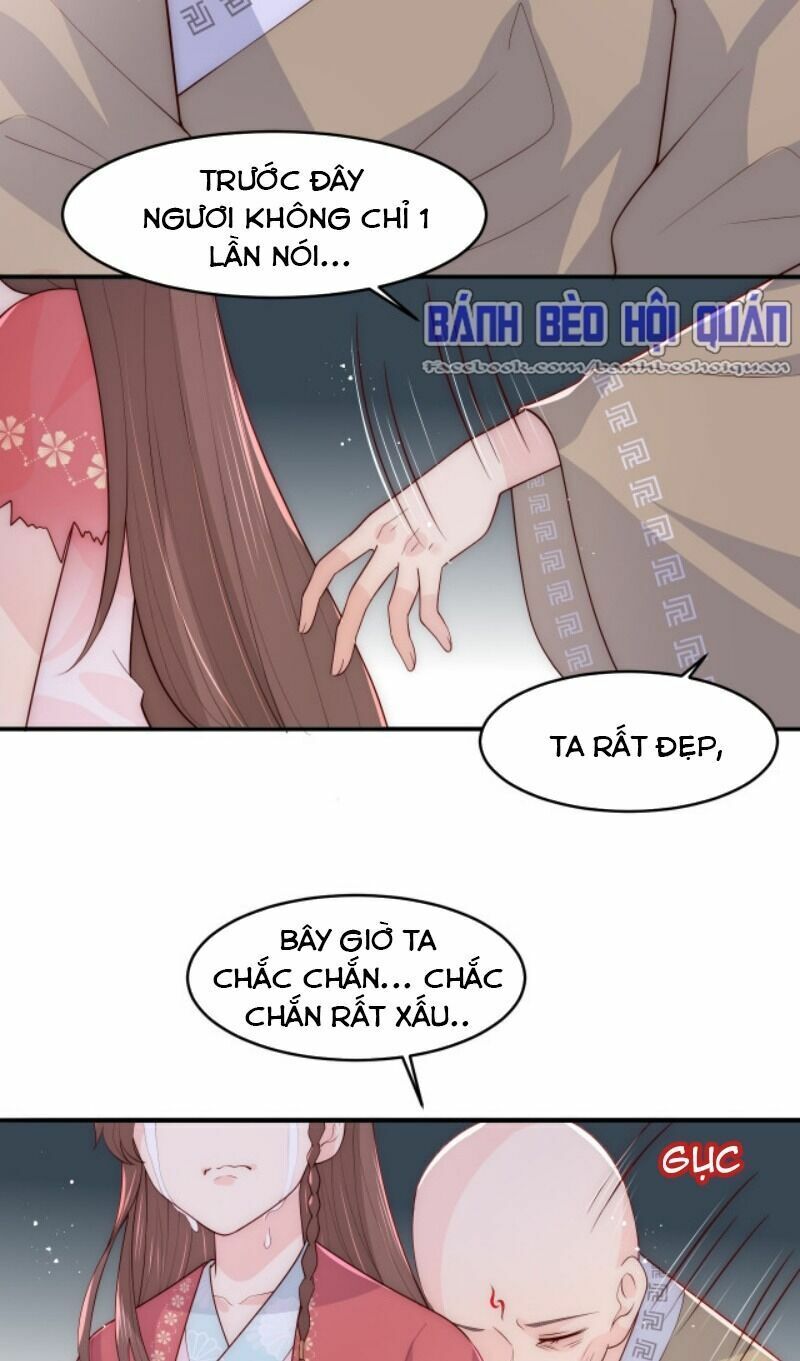 TRƯỚC ĐÂY
NGƯƠI KHÔNG CHỈ 1
LẦN NÓI...
BÁNH BÈO HỘI QUÁN
Facebook.com/banhbeohoiquan
TA RẤT ĐẸP,
BÂY GIỜ TA
CHẮC CHẮN... CHẮC
CHẮN RẤT XẤU..
GỤC